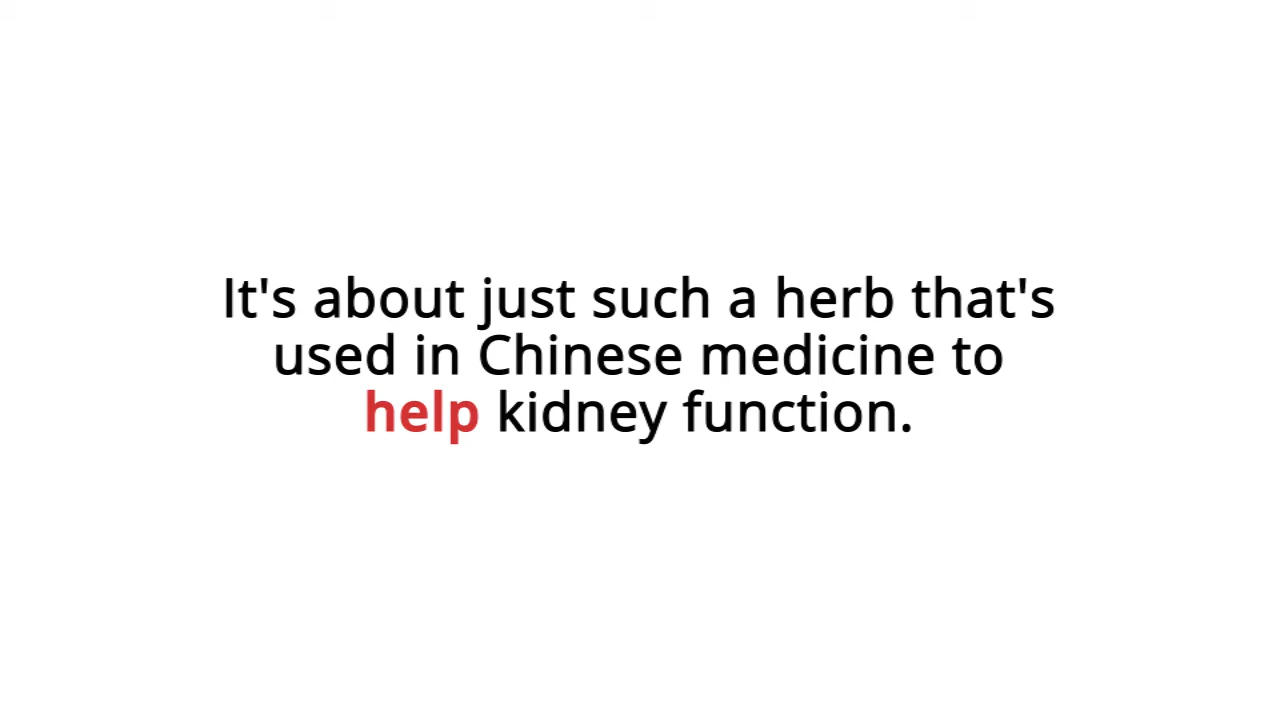 It's about just such a herb that's
used in Chinese medicine to
help kidney function.